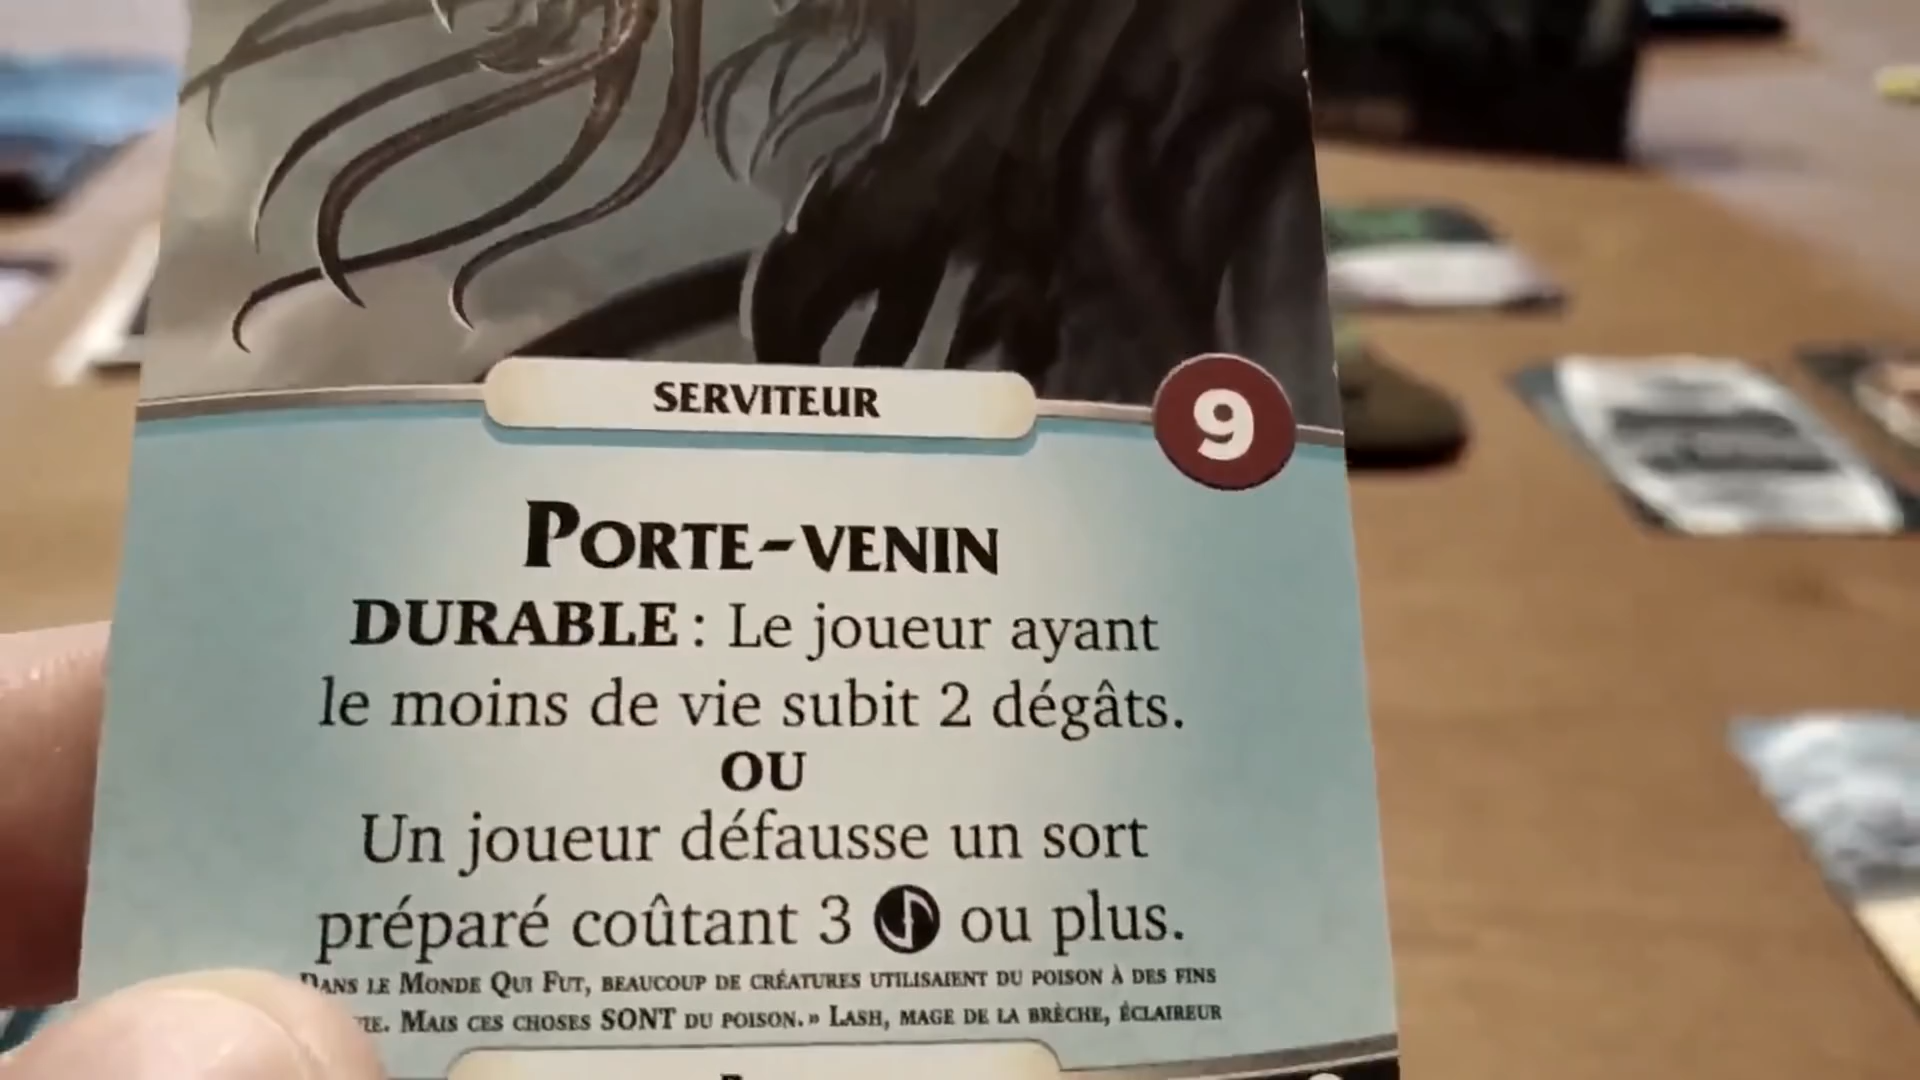 SERVITEUR
9
PORTE-VENIN
DURABLE : Le joueur ayant
le moins de vie subit 2 dégâts.
OU
Un joueur défausse un sort
préparé coûtant 3 ou plus.
DANS LE MONDE QUI FUT, BEAUCOUP DE CRÉATURES UTILISAIENT DU POISON À DES FINS
MAIS CES CHOSES SONT DU POISON. » LASH, MAGE DE LA BRÈCHE, ÉCLAIREUR